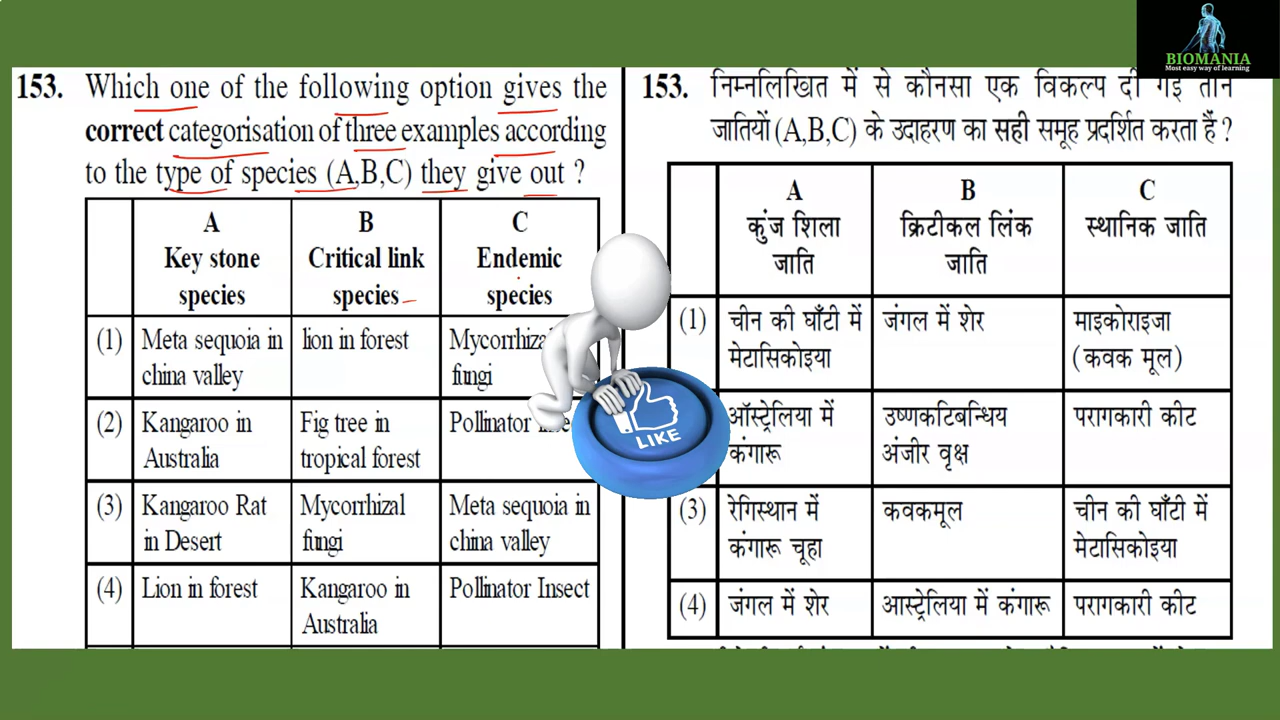 BIOMANIA
Most easy way of learning
153. Which one of the following option gives the
correct categorisation of three examples according
to the type of species (A,B,C) they give out ?
A
Key stone
species
B
Critical link
species
C
Endemic
species
(1) Meta sequoia in
china valley
lion in forest
fungi
(2) Kangaroo in
Australia
Fig tree in
tropical forest
Pollinator
(3) Kangaroo Rat
in Desert
Mycorrhizal
fungi
Meta sequoia in
china valley
(4) Lion in forest
Kangaroo in
Australia
Pollinator Insect
LIKE
153. निम्नलिखित में से कौनसा एक विकल्प दी गई तीन
जातियों (A,B,C) के उदाहरण का सही समूह प्रदर्शित करता हैं ?
A
कुंज शिला
जाति
B
क्रिटीकल लिंक
जाति
C
स्थानिक जाति
(1) चीन की घाँटी में
मेटासिकोइया
जंगल में शेर
माइकोराइजा
(कवक मूल)
ऑस्ट्रेलिया में
कंगारू
उष्णकटिबन्धिय
अंजीर वृक्ष
परागकारी कीट
(3) रेगिस्थान में
कंगारू चूहा
कवकमूल
चीन की घाँटी में
मेटासिकोइया
(4) जंगल में शेर
आस्ट्रेलिया में कंगारू
परागकारी कीट